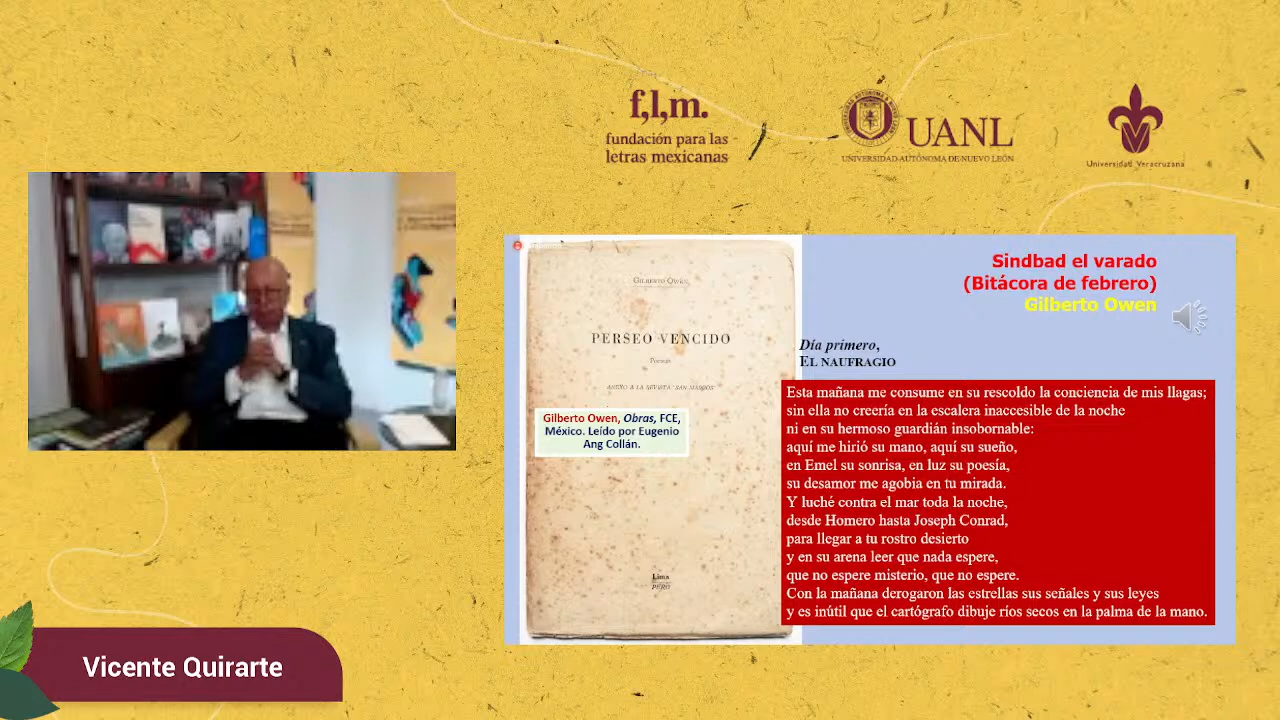 f,l,m.
fundación para las
letras mexicanas
UANL
UNIVERSIDAD AUTÓNOMA DE NUEVO LEÓN
Universidad Veracruzana
GILBERTO OWEN
PERSEO VENCIDO
Poesía
ANEXO A LA REVISTA "SAN MARCOS"
Gilberto Owen, Obras, FCE,
México. Leído por Eugenio
Ang Collán.
Lima
PERÚ
Sindbad el varado
(Bitácora de febrero)
Gilberto Owen
Día primero,
EL NAUFRAGIO
Esta mañana me consume en su rescoldo la conciencia de mis llagas;
sin ella no creería en la escalera inaccesible de la noche
ni en su hermoso guardián insobornable:
aquí me hirió su mano, aquí su sueño,
en Emel su sonrisa, en luz su poesía,
su desamor me agobia en tu mirada.
Y luché contra el mar toda la noche,
desde Homero hasta Joseph Conrad,
para llegar a tu rostro desierto
y en su arena leer que nada espere,
que no espere misterio, que no espere.
Con la mañana derogaron las estrellas sus señales y sus leyes
y es inútil que el cartógrafo dibuje ríos secos en la palma de la mano.
Vicente Quirarte